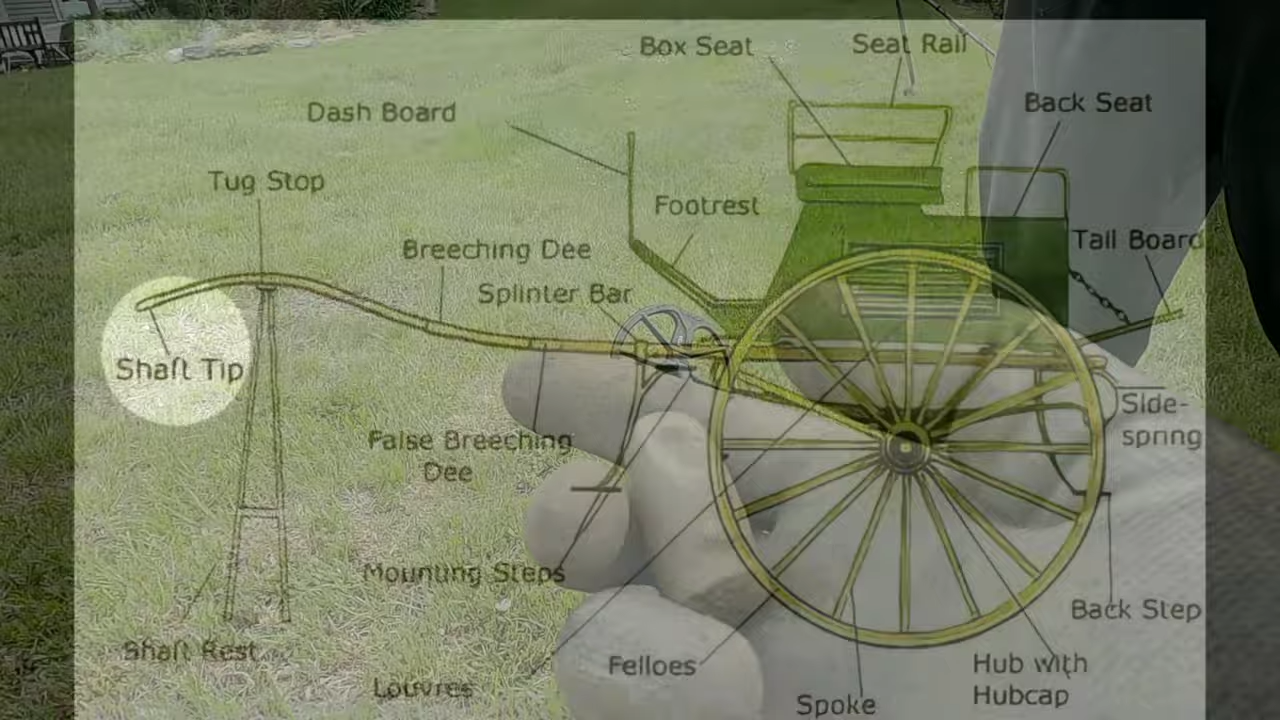 Box Seat
Seat Rail
Back Seat
Dash Board
Tug Stop
Footrest
Breeching Dee
Tail Board
Splinter Bar
Shaft Tip
Side-
spring
False Breeching
Dee
Mounting Steps
Back Step
Shaft Rest
Felloes
Hub with
Hubcap
Louvres
Spoke